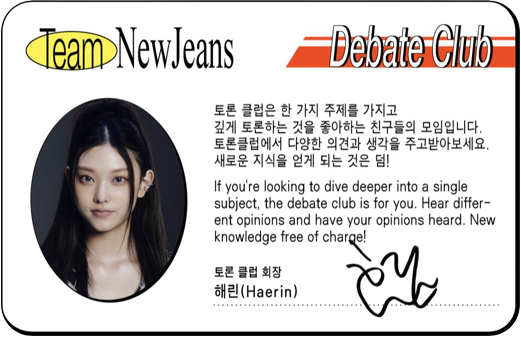 Team NewJeans
Debate Club
토론 클럽은 한 가지 주제를 가지고
깊게 토론하는 것을 좋아하는 친구들의 모임입니다.
토론클럽에서 다양한 의견과 생각을 주고받아보세요.
새로운 지식을 얻게 되는 것은 덤!
If you're looking to dive deeper into a single
subject, the debate club is for you. Hear differ-
ent opinions and have your opinions heard. New
knowledge free of charge!
토론 클럽 회장
해린(Haerin)